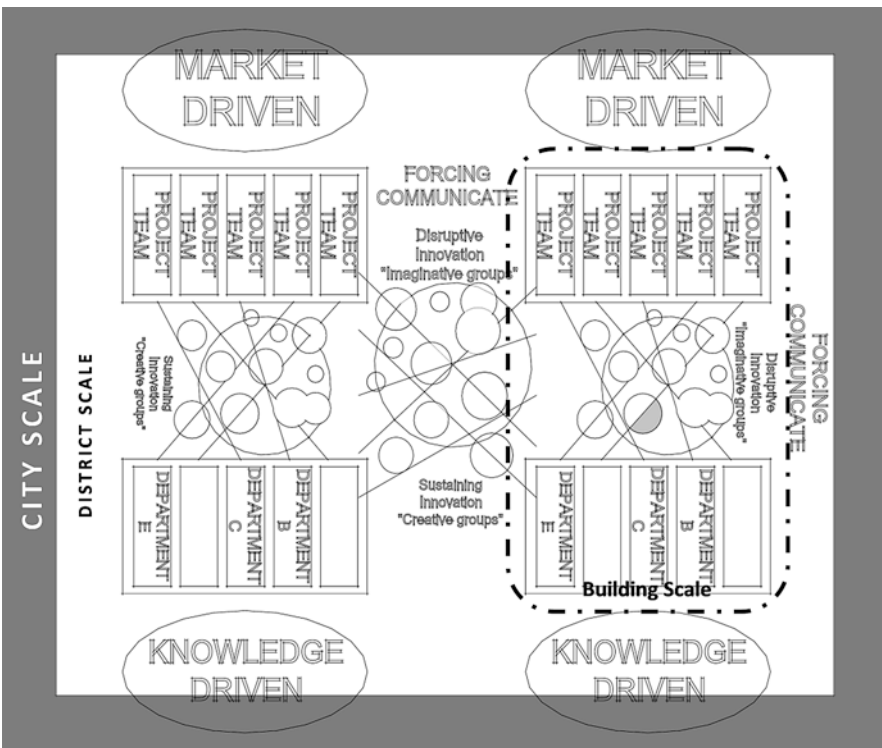 MARKET
DRIVEN
MARKET
DRIVEN
FORCING
COMMUNICATE
PROJECT
TEAM
PROJECT
TEAM
PROJECT
TEAM
PROJECT
TEAM
PROJECT
TEAM
PROJECT
TEAM
PROJECT
TEAM
PROJECT
TEAM
PROJECT
TEAM
PROJECT
TEAM
Disruptive
Innovation
"Imaginative groups"
CITY SCALE
DISTRICT SCALE
Sustaining
Innovation
"Creative groups"
Disruptive
Innovation
"Imaginative groups"
FORCING
COMMUNICATE
Sustaining
Innovation
"Creative groups"
DEPARTMENT
E
DEPARTMENT
C
DEPARTMENT
B
DEPARTMENT
E
DEPARTMENT
C
DEPARTMENT
B
Building Scale
KNOWLEDGE
DRIVEN
KNOWLEDGE
DRIVEN